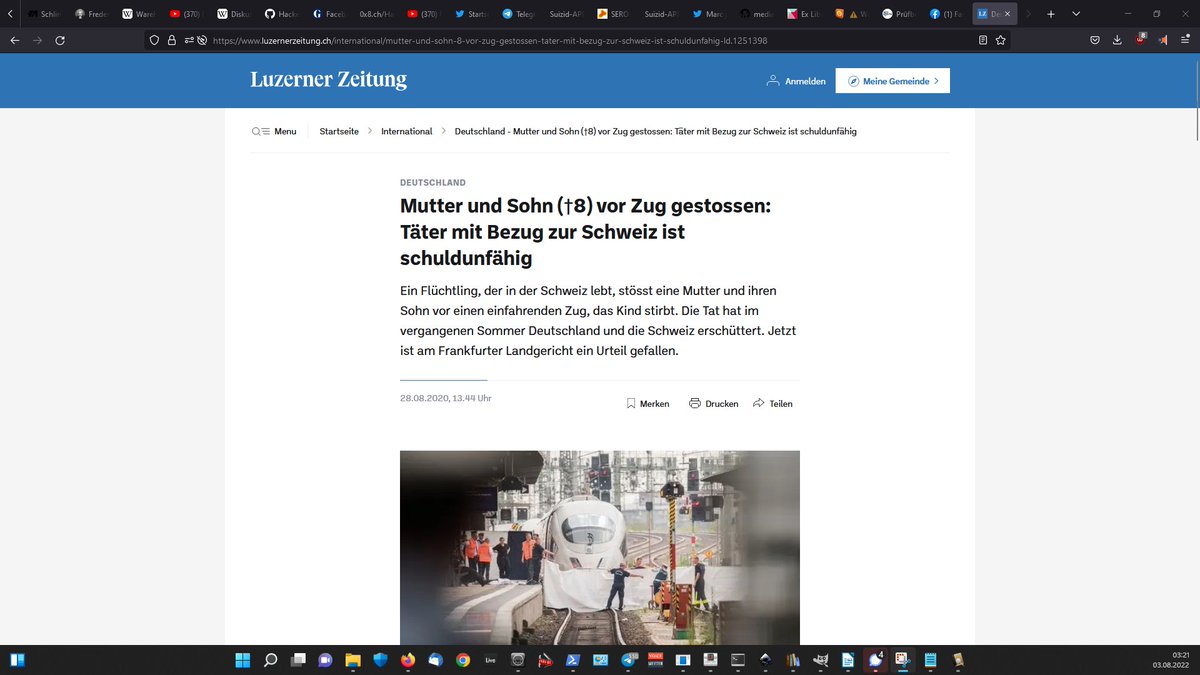 Schli
Frede
Ware
(370)
Disku
Hacke
Faceb
0x8.ch/Ha
(370)
Starts
Teleg
Suizid-AP
SERO
Suizid-AP
Marc
medie
Ex Lib
W
Prüfb
(1) Fa
De
https://www.luzernerzeitung.ch/international/mutter-und-sohn-8-vor-zug-gestossen-tater-mit-bezug-zur-schweiz-ist-schuldunfahig-ld.1251398
8
Luzerner Zeitung
Anmelden
Meine Gemeinde
Menu
Startseite
International
Deutschland - Mutter und Sohn (†8) vor Zug gestossen: Täter mit Bezug zur Schweiz ist schuldunfähig
DEUTSCHLAND
Mutter und Sohn (†8) vor Zug gestossen:
Täter mit Bezug zur Schweiz ist
schuldunfähig
Ein Flüchtling, der in der Schweiz lebt, stösst eine Mutter und ihren
Sohn vor einen einfahrenden Zug, das Kind stirbt. Die Tat hat im
vergangenen Sommer Deutschland und die Schweiz erschüttert. Jetzt
ist am Frankfurter Landgericht ein Urteil gefallen.
28.08.2020, 13.44 Uhr
Merken
Drucken
Teilen
Live
4
03:21
03.08.2022